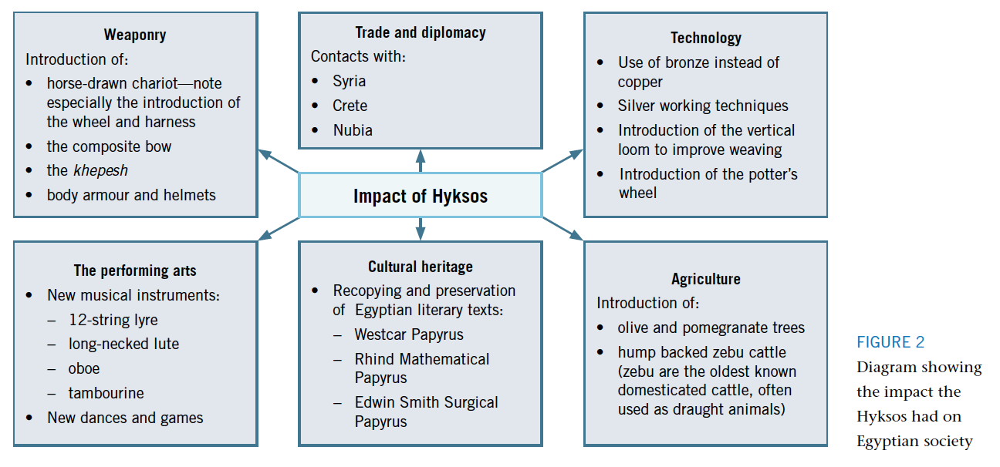 Weaponry
Introduction of:
• horse-drawn chariot—note
especially the introduction of
the wheel and harness
• the composite bow
• the khepesh
• body armour and helmets
Trade and diplomacy
Contacts with:
• Syria
• Crete
• Nubia
Technology
• Use of bronze instead of
copper
• Silver working techniques
• Introduction of the vertical
loom to improve weaving
• Introduction of the potter’s
wheel
Impact of Hyksos
The performing arts
• New musical instruments:
– 12-string lyre
– long-necked lute
– oboe
– tambourine
• New dances and games
Cultural heritage
• Recopying and preservation
of Egyptian literary texts:
– Westcar Papyrus
– Rhind Mathematical
Papyrus
– Edwin Smith Surgical
Papyrus
Agriculture
Introduction of:
• olive and pomegranate trees
• hump backed zebu cattle
(zebu are the oldest known
domesticated cattle, often
used as draught animals)
FIGURE 2
Diagram showing
the impact the
Hyksos had on
Egyptian society